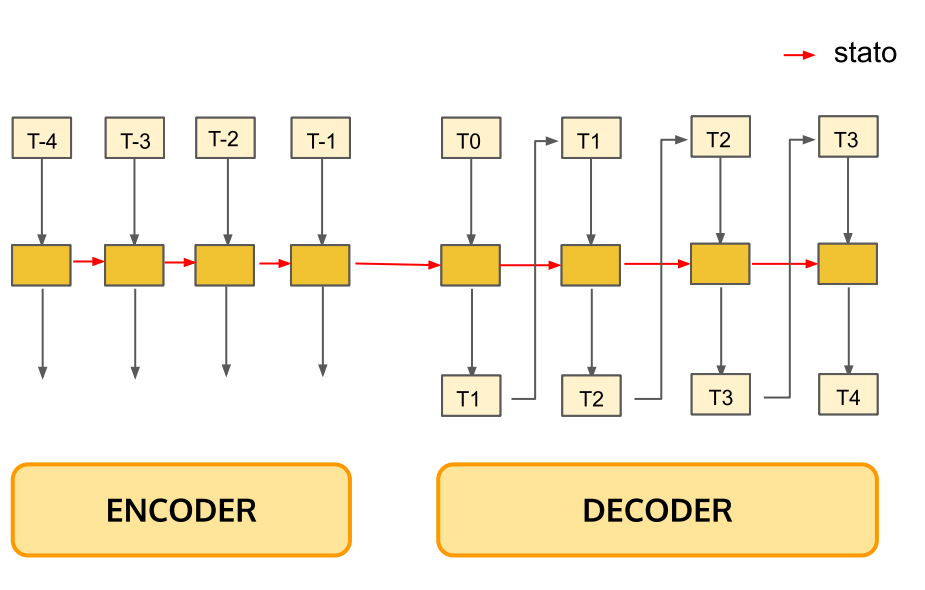 stato
T-4
T-3
T-2
T-1
T0
T1
T2
T3
T1
T2
T3
T4
ENCODER
DECODER